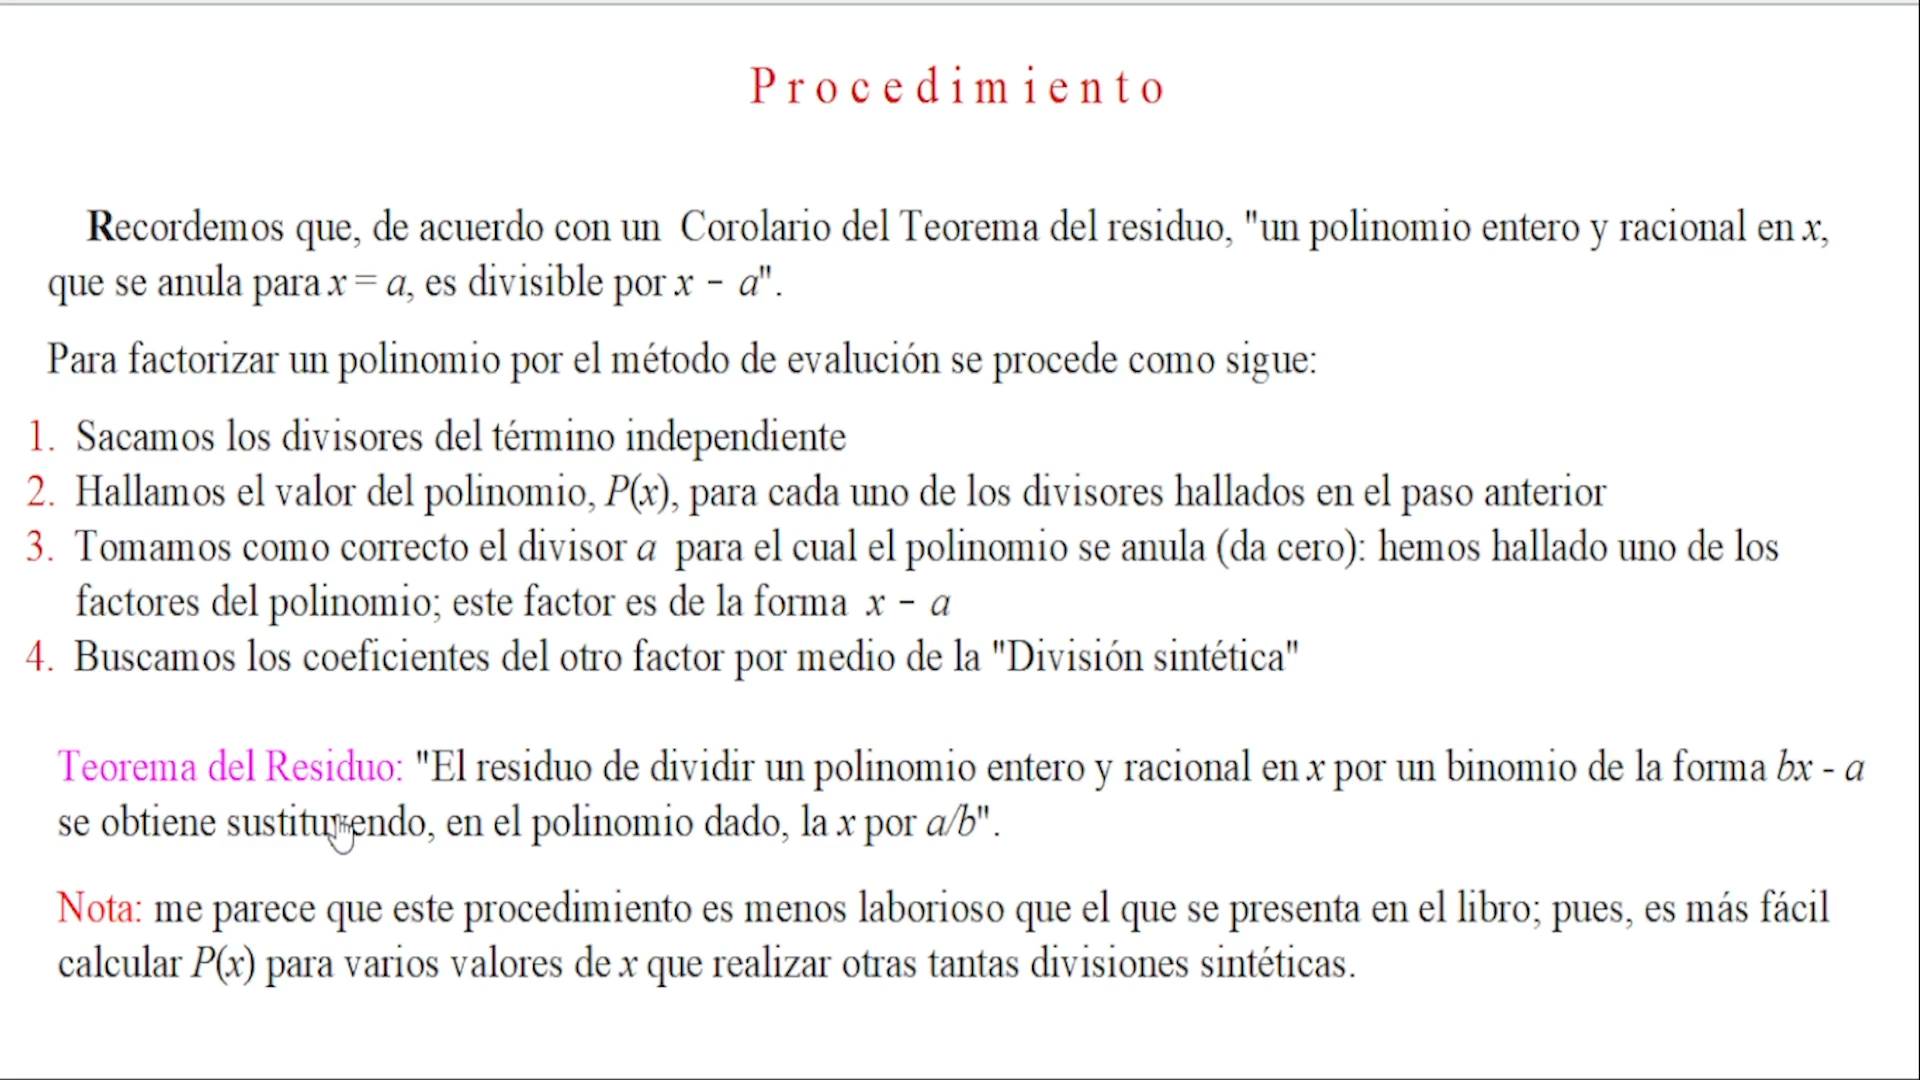 Procedimiento
Recordemos que, de acuerdo con un Corolario del Teorema del residuo, "un polinomio entero y racional en x,
que se anula para x = a, es divisible por x - a".
Para factorizar un polinomio por el método de evalución se procede como sigue:
1. Sacamos los divisores del término independiente
2. Hallamos el valor del polinomio, P(x), para cada uno de los divisores hallados en el paso anterior
3. Tomamos como correcto el divisor a para el cual el polinomio se anula (da cero): hemos hallado uno de los
factores del polinomio; este factor es de la forma x - a
4. Buscamos los coeficientes del otro factor por medio de la "División sintética"
Teorema del Residuo: "El residuo de dividir un polinomio entero y racional en x por un binomio de la forma bx - a
se obtiene sustituyendo, en el polinomio dado, la x por a/b".
Nota: me parece que este procedimiento es menos laborioso que el que se presenta en el libro; pues, es más fácil
calcular P(x) para varios valores de x que realizar otras tantas divisiones sintéticas.